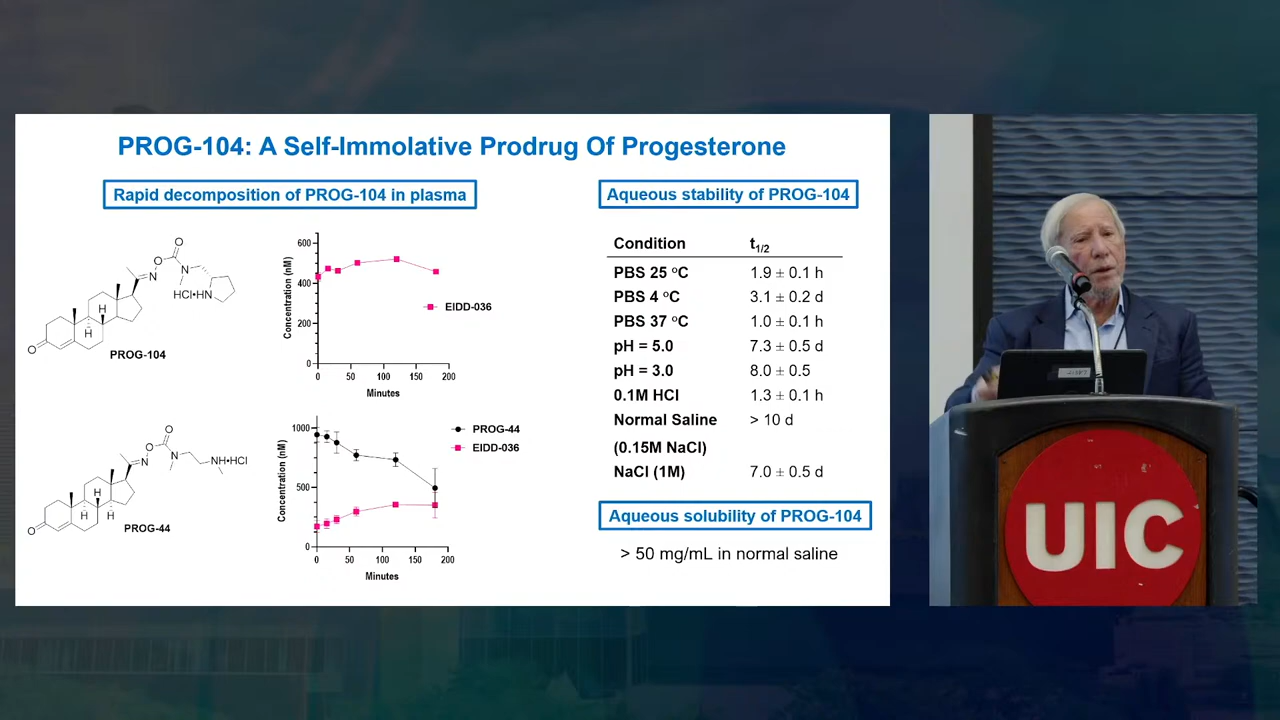 PROG-104: A Self-Immolative Prodrug Of Progesterone
Rapid decomposition of PROG-104 in plasma
O
O
N
N
HCl•HN
H
H
H
O
PROG-104
Concentration (nM)
600
400
200
0
0 50 100 150 200
Minutes
EIDD-036
O
O
N
N
NH•HCl
H
H
H
O
PROG-44
Concentration (nM)
1000
500
0
0 50 100 150 200
Minutes
PROG-44
EIDD-036
Aqueous stability of PROG-104
Condition t1/2
PBS 25 °C 1.9 ± 0.1 h
PBS 4 °C 3.1 ± 0.2 d
PBS 37 °C 1.0 ± 0.1 h
pH = 5.0 7.3 ± 0.5 d
pH = 3.0 8.0 ± 0.5
0.1M HCl 1.3 ± 0.1 h
Normal Saline > 10 d
(0.15M NaCl)
NaCl (1M) 7.0 ± 0.5 d
Aqueous solubility of PROG-104
> 50 mg/mL in normal saline
UIC